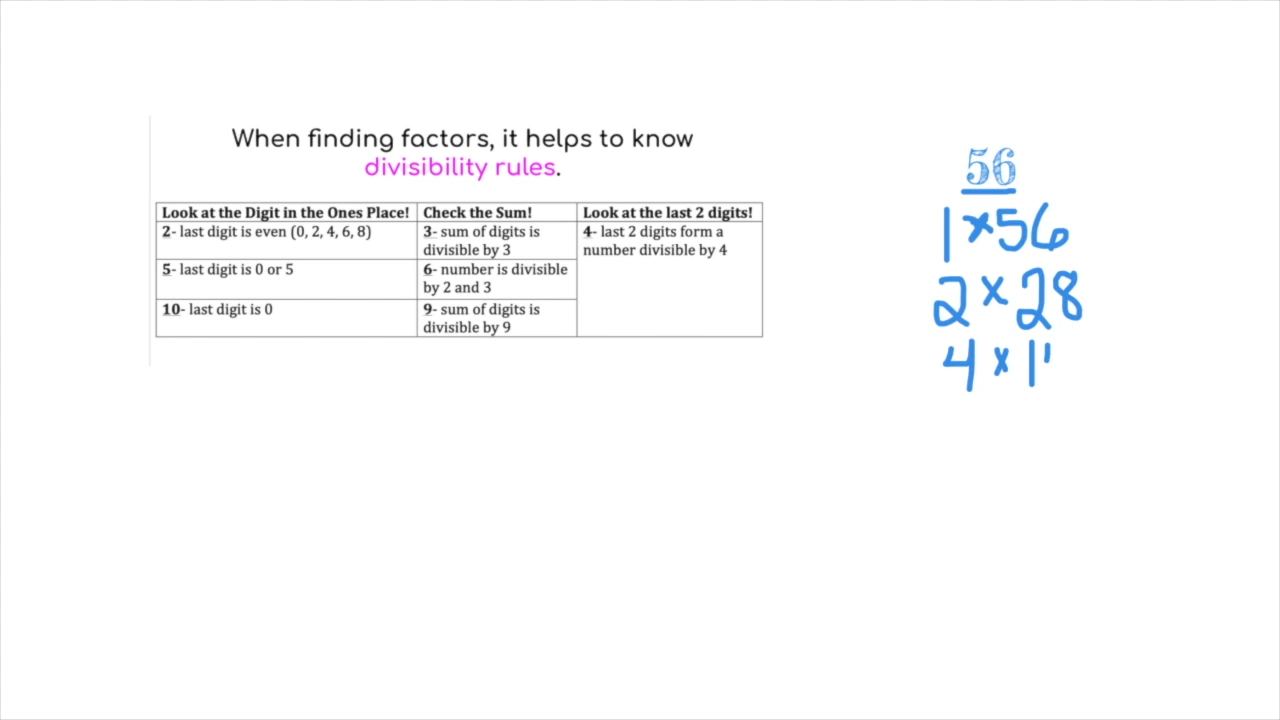 When finding factors, it helps to know
divisibility rules.
Look at the Digit in the Ones Place! Check the Sum! Look at the last 2 digits!
2- last digit is even (0, 2, 4, 6, 8)
3- sum of digits is
divisible by 3
4- last 2 digits form a
number divisible by 4
5- last digit is 0 or 5
6- number is divisible
by 2 and 3
10- last digit is 0
9- sum of digits is
divisible by 9
56
1 x 56
2 x 28
4 x 1